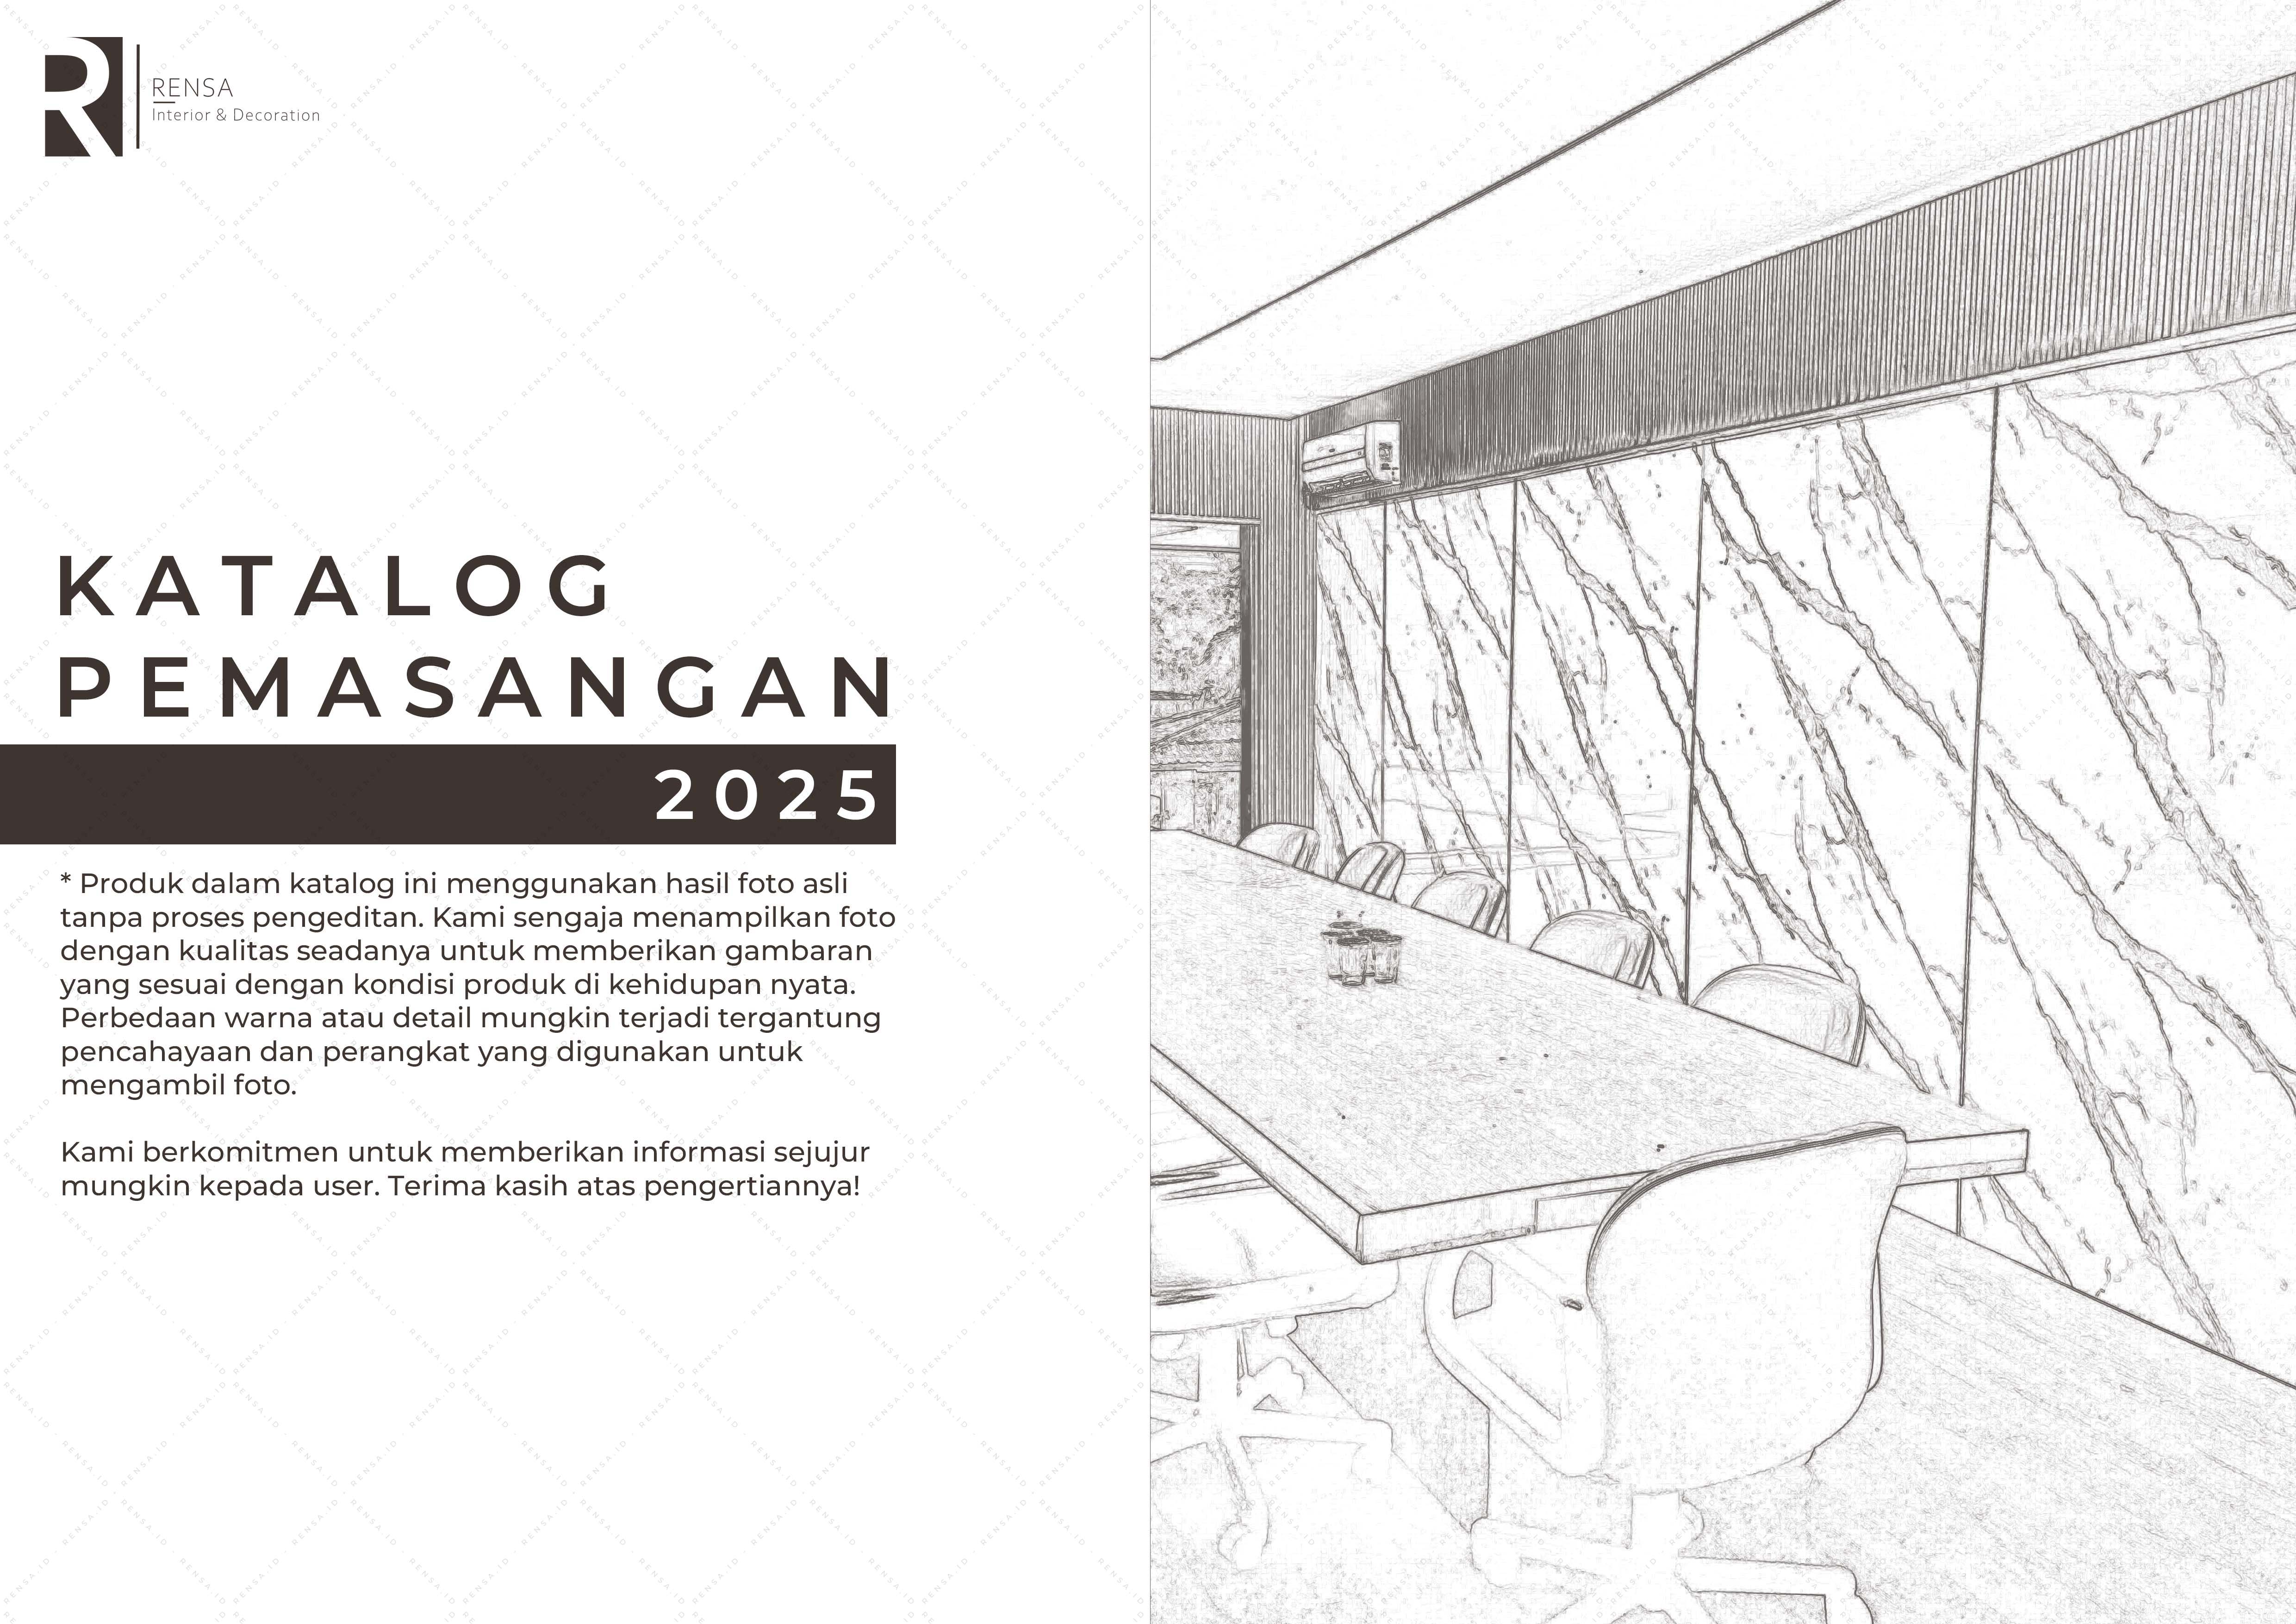 RENSA
Interior & Decoration
KATALOG
PEMASANGAN
2025
* Produk dalam katalog ini menggunakan hasil foto asli
tanpa proses pengeditan. Kami sengaja menampilkan foto
dengan kualitas seadanya untuk memberikan gambaran
yang sesuai dengan kondisi produk di kehidupan nyata.
Perbedaan warna atau detail mungkin terjadi tergantung
pencahayaan dan perangkat yang digunakan untuk
mengambil foto.
Kami berkomitmen untuk memberikan informasi sejujur
mungkin kepada user. Terima kasih atas pengertiannya!
RENSA.ID